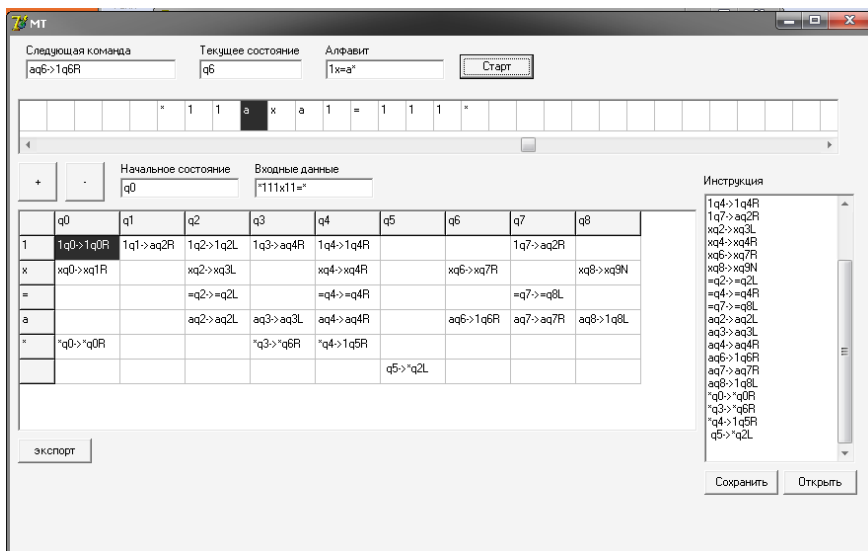 МТ
Следующая команда Текущее состояние Алфавит
aq6->1q6R q6 1x=a* Старт
* 1 1 a x a 1 = 1 1 1 *
+ - Начальное состояние Входные данные
q0 *111x11=*
q0 q1 q2 q3 q4 q5 q6 q7 q8
1 1q0->1q0R 1q1->aq2R 1q2->1q2L 1q3->aq4R 1q4->1q4R 1q7->aq2R
x xq0->xq1R xq2->xq3L xq4->xq4R xq6->xq7R xq8->xq9N
= =q2->=q2L =q4->=q4R =q7->=q8L
a aq2->aq2L aq3->aq3L aq4->aq4R aq6->1q6R aq7->aq7R aq8->1q8L
* *q0->*q0R *q3->*q6R *q4->1q5R
q5->*q2L
экспорт
Инструкция
1q4->1q4R
1q7->aq2R
xq2->xq3L
xq4->xq4R
xq6->xq7R
xq8->xq9N
=q2->=q2L
=q4->=q4R
=q7->=q8L
aq2->aq2L
aq3->aq3L
aq4->aq4R
aq6->1q6R
aq7->aq7R
aq8->1q8L
*q0->*q0R
*q3->*q6R
*q4->1q5R
q5->*q2L
Сохранить Открыть